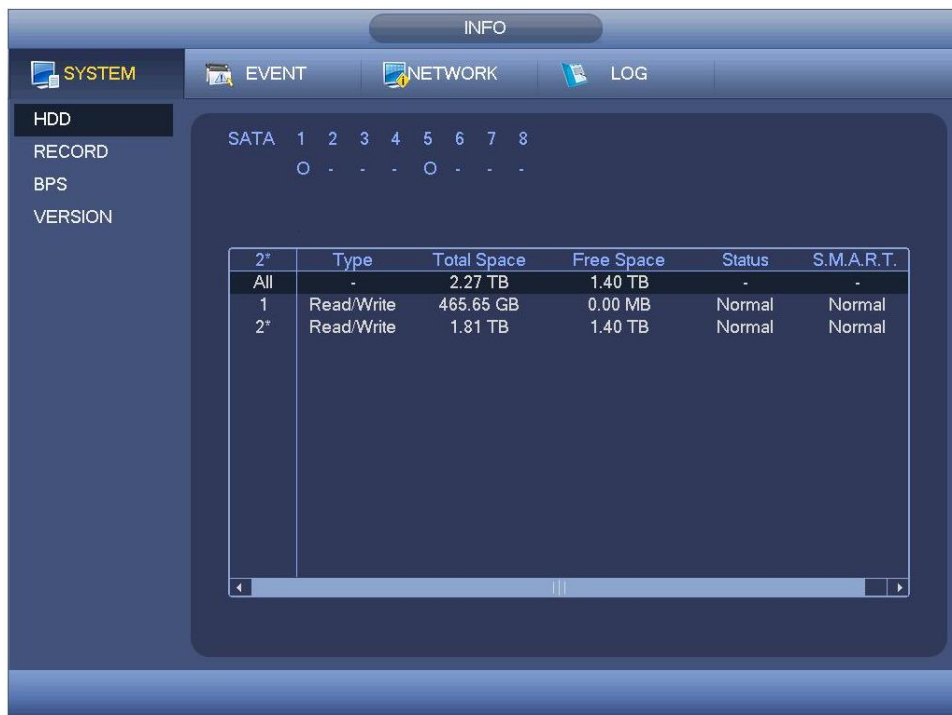 INFO
SYSTEM EVENT NETWORK LOG
HDD
RECORD
BPS
VERSION
SATA 1 2 3 4 5 6 7 8
O - - - O - - -
2* Type Total Space Free Space Status S.M.A.R.T.
All - 2.27 TB 1.40 TB - -
1 Read/Write 465.65 GB 0.00 MB Normal Normal
2* Read/Write 1.81 TB 1.40 TB Normal Normal